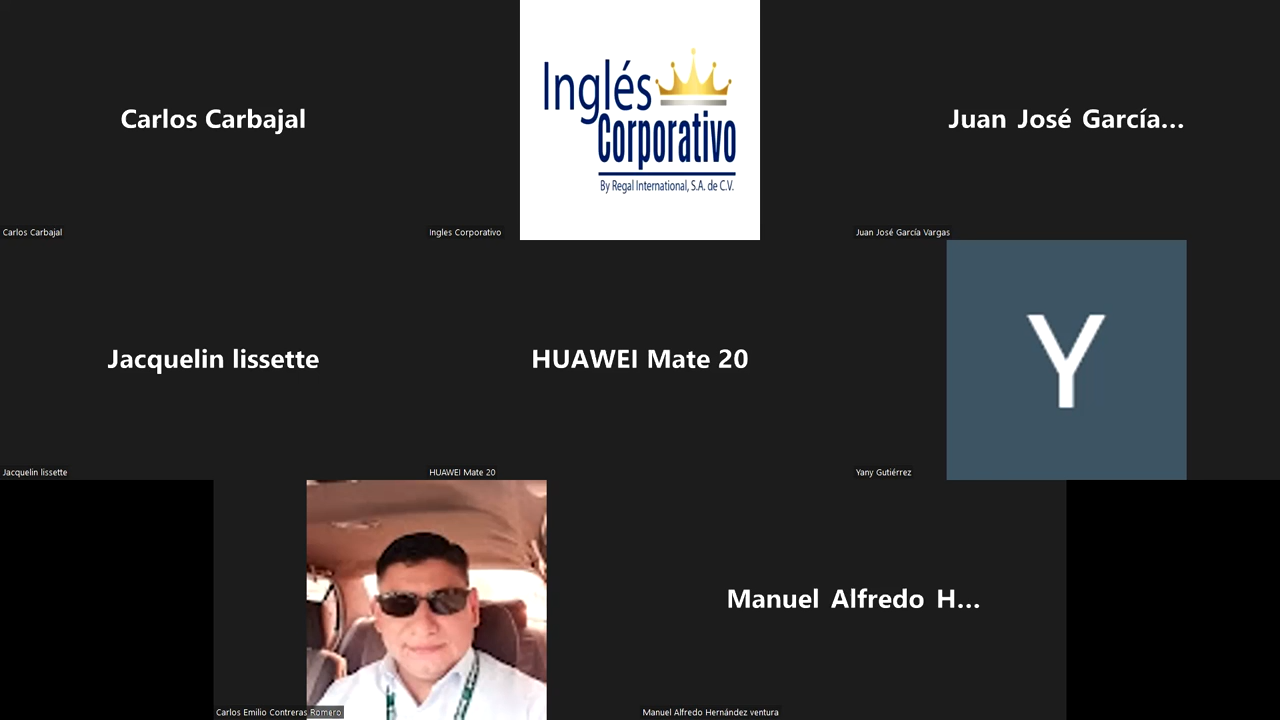 Carlos Carbajal
Carlos Carbajal
Inglés
Corporativo
By Regal International, S.A. de C.V.
Ingles Corporativo
Juan José García...
Juan José García Vargas
Jacquelin lissette
Jacquelin lissette
HUAWEI Mate 20
HUAWEI Mate 20
Y
Yany Gutiérrez
Carlos Emilio Contreras Romero
Manuel Alfredo H...
Manuel Alfredo Hernández ventura